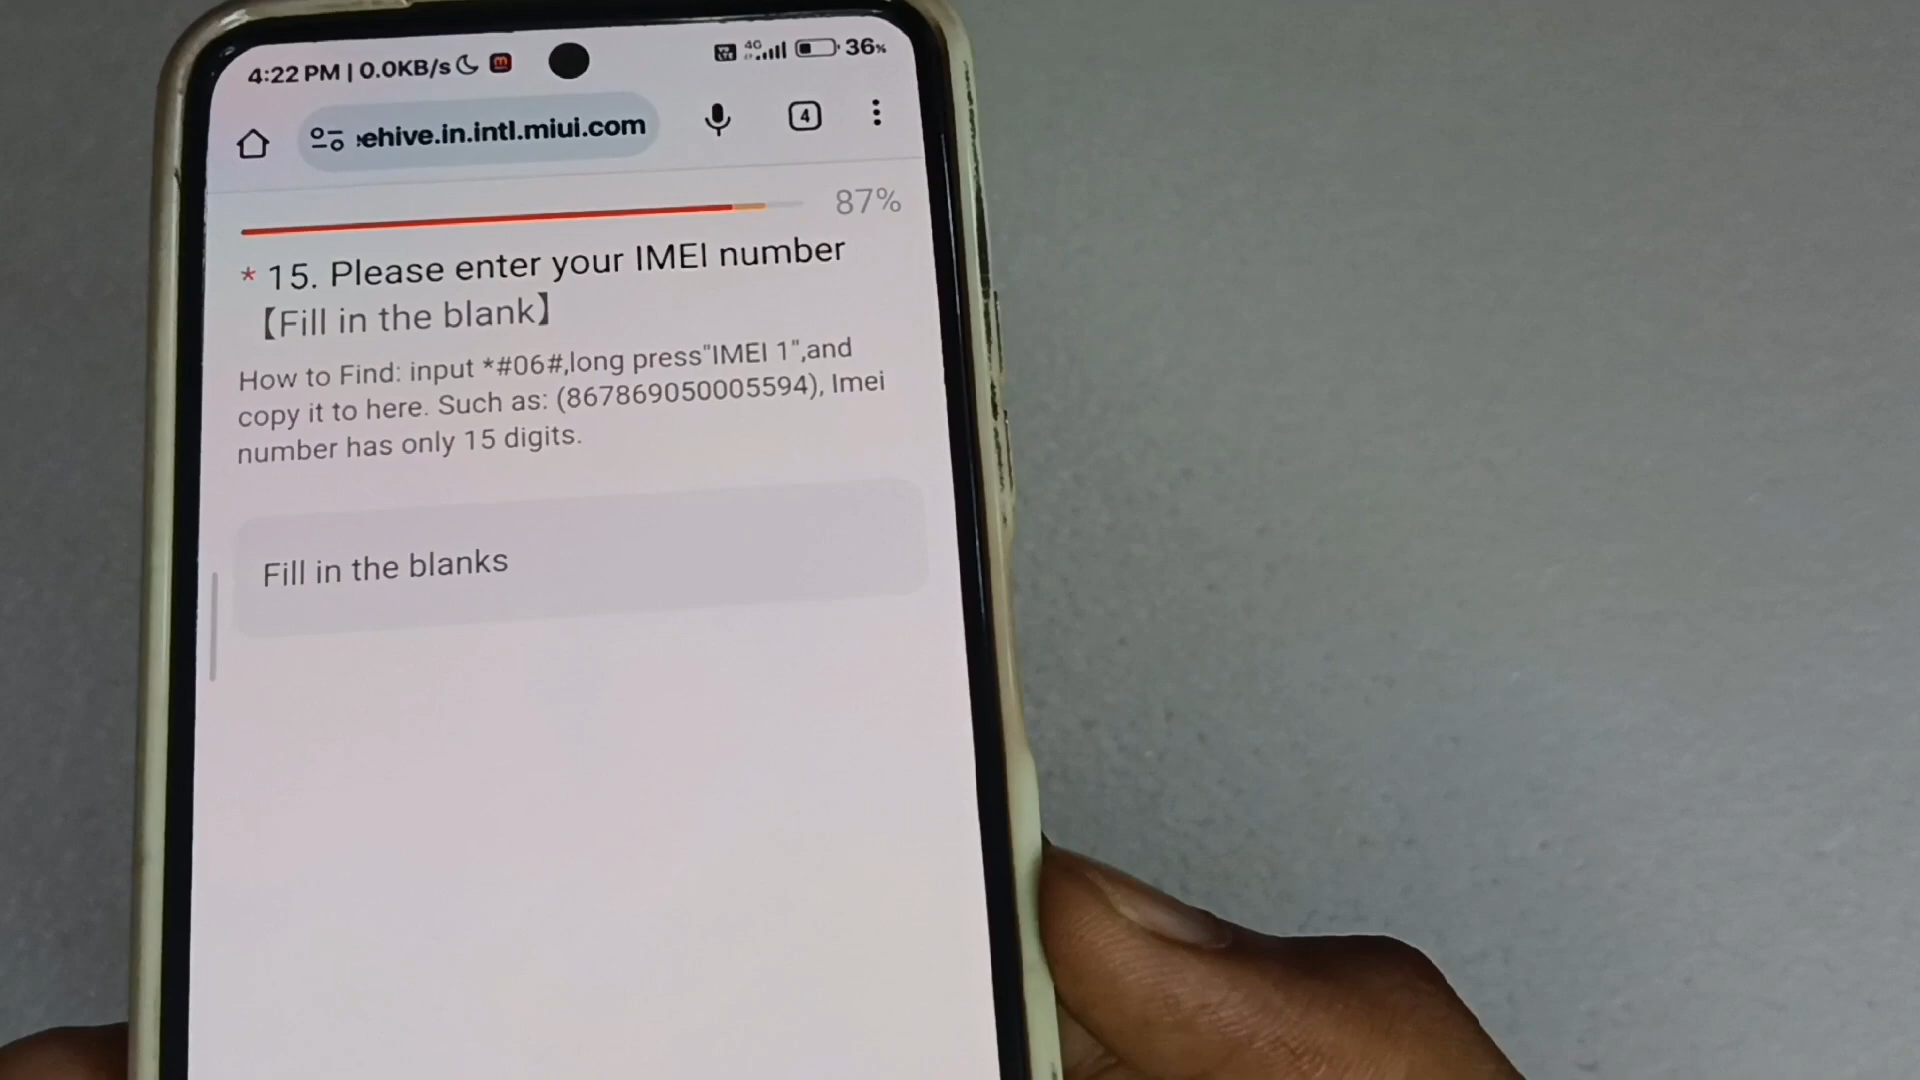 4:22 PM | 0.0KB/s
4G
36%
ehive.in.intl.miui.com
4
87%
* 15. Please enter your IMEI number
【Fill in the blank】
How to Find: input *#06#,long press"IMEI 1",and
copy it to here. Such as: (867869050005594), Imei
number has only 15 digits.
Fill in the blanks